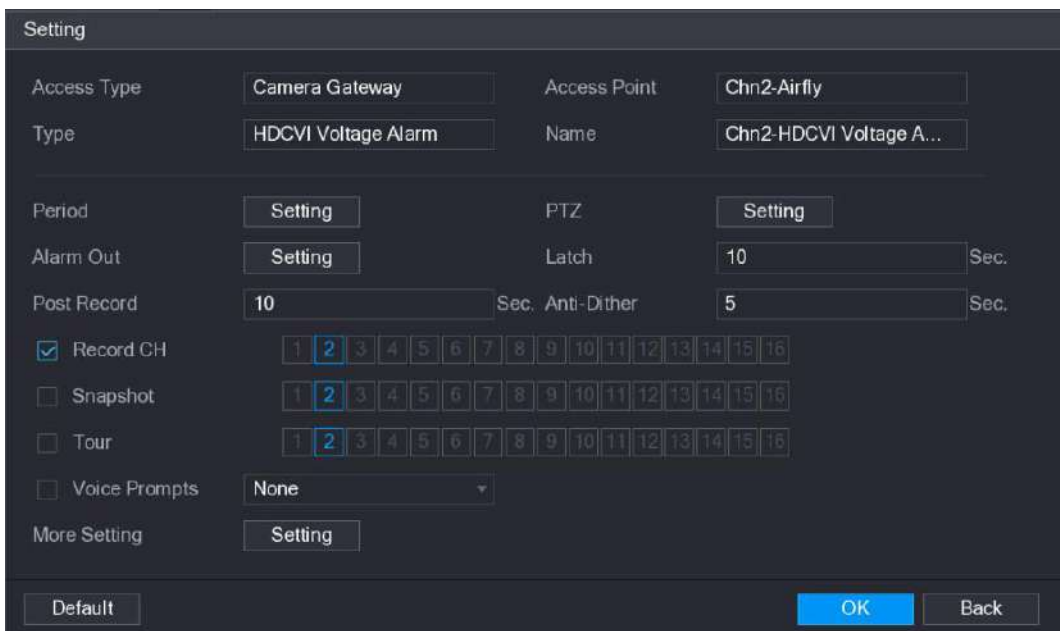 Setting
Access Type Camera Gateway Access Point Chn2-Airfly
Type HDCVI Voltage Alarm Name Chn2-HDCVI Voltage A...
Period Setting PTZ Setting
Alarm Out Setting Latch 10 Sec.
Post Record 10 Sec. Anti-Dither 5 Sec.
Record CH 1 2 3 4 5 6 7 8 9 10 11 12 13 14 15 16
Snapshot 1 2 3 4 5 6 7 8 9 10 11 12 13 14 15 16
Tour 1 2 3 4 5 6 7 8 9 10 11 12 13 14 15 16
Voice Prompts None
More Setting Setting
Default OK Back